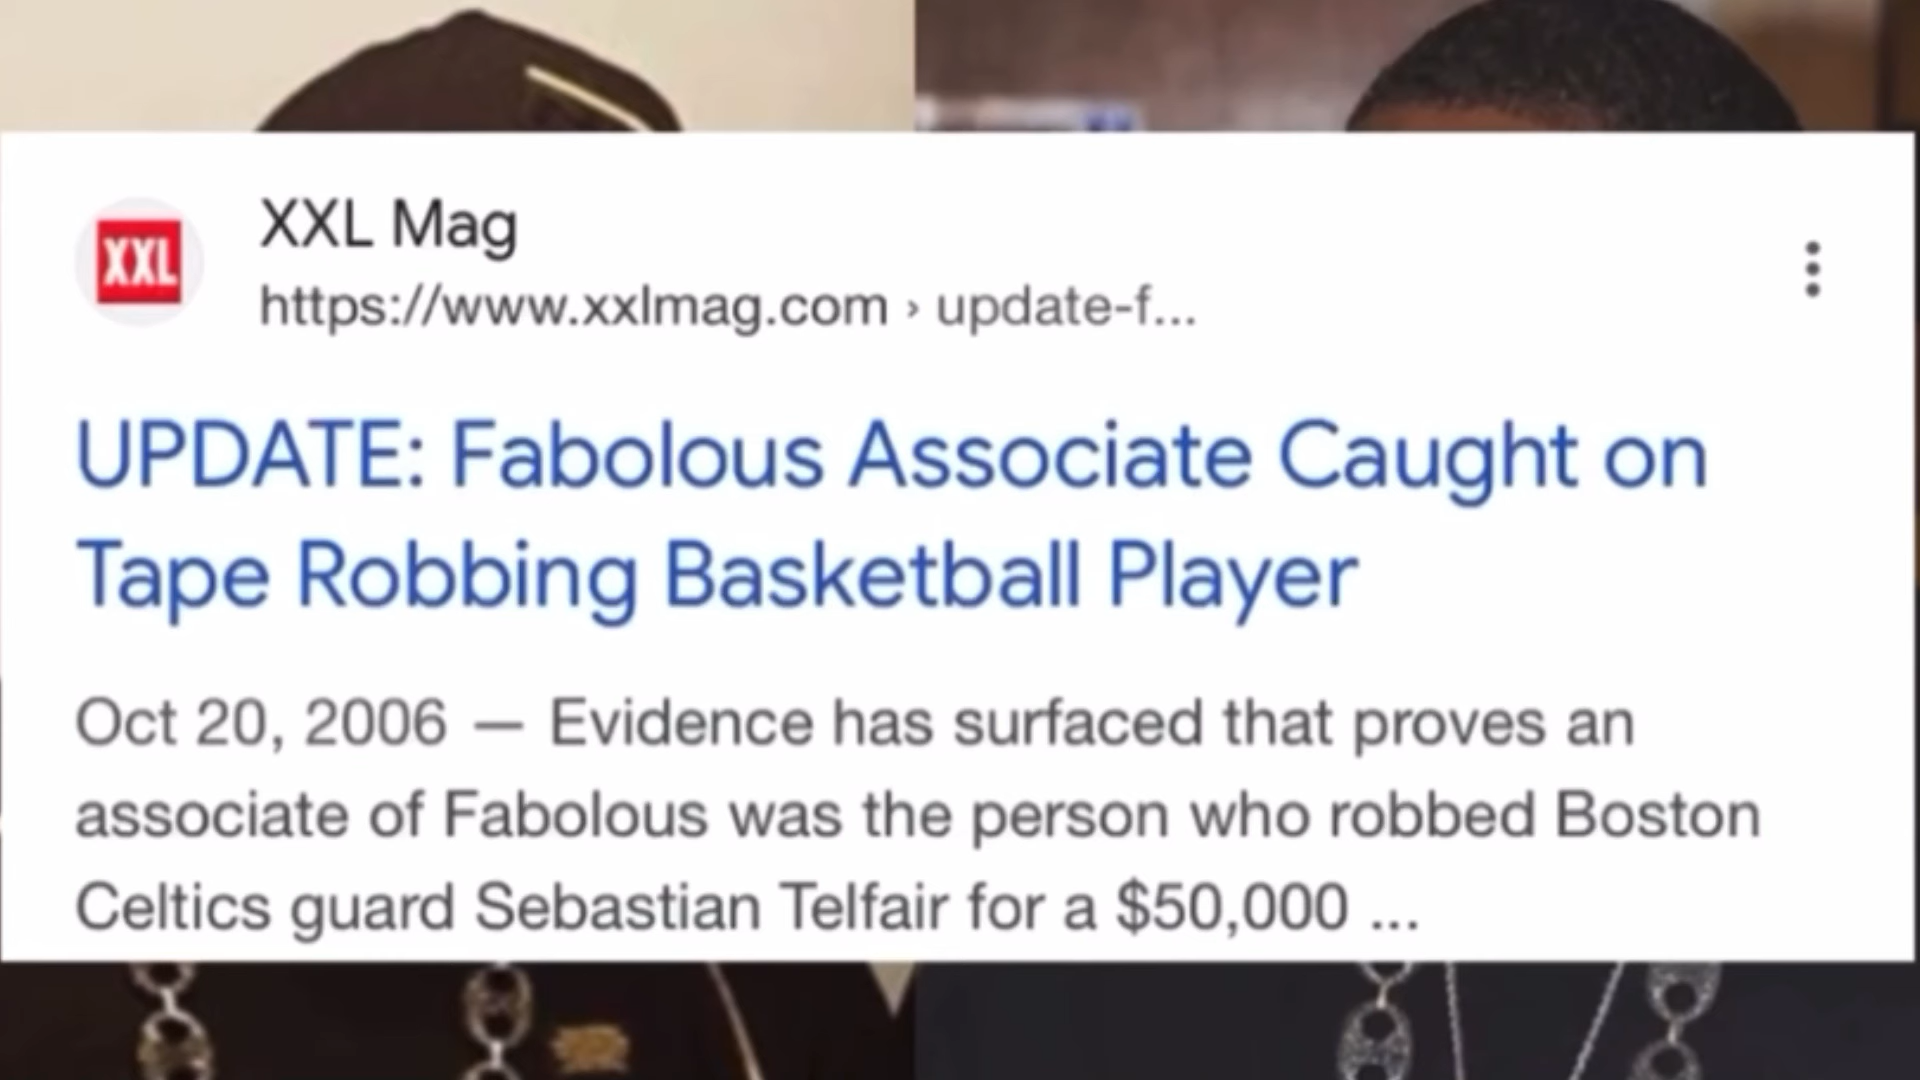 XXL
XXL Mag
https://www.xxlmag.com › update-f...
UPDATE: Fabolous Associate Caught on
Tape Robbing Basketball Player
Oct 20, 2006 — Evidence has surfaced that proves an
associate of Fabolous was the person who robbed Boston
Celtics guard Sebastian Telfair for a $50,000 ...